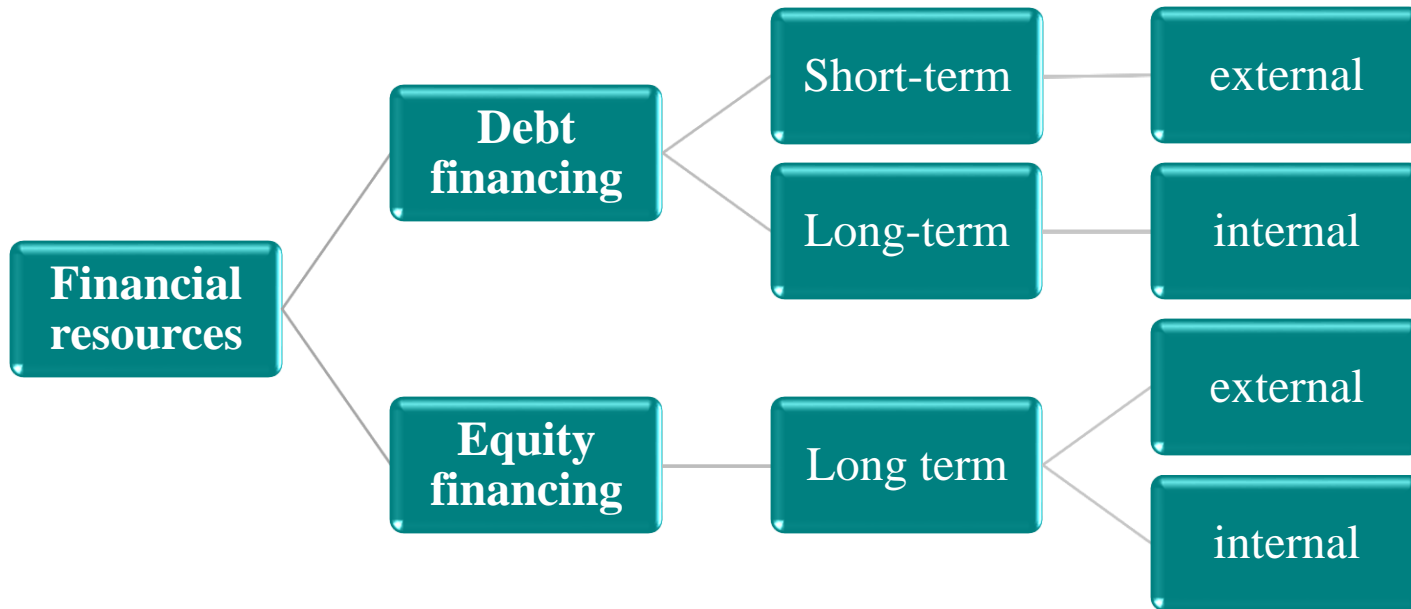 Financial
resources
Debt
financing
Short-term
external
Long-term
internal
Equity
financing
Long term
external
internal